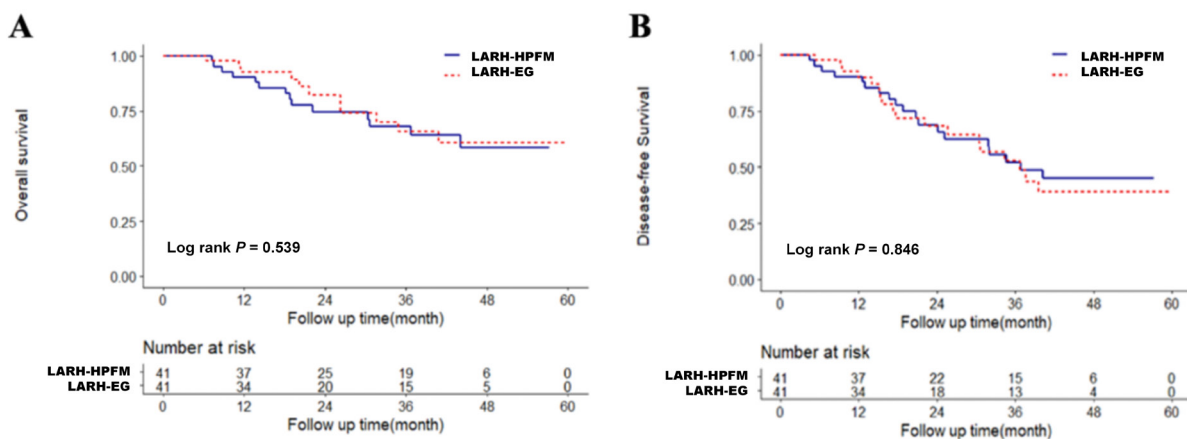 A
Overall survival
1.00
0.75
0.50
0.25
0.00
LARH-HPFM
LARH-EG
Log rank P = 0.539
0 12 24 36 48 60
Follow up time(month)
Number at risk
LARH-HPFM 41 37 25 19 6 0
LARH-EG 41 34 20 15 5 0
0 12 24 36 48 60
Follow up time(month)
B
Disease-free Survival
1.00
0.75
0.50
0.25
0.00
LARH-HPFM
LARH-EG
Log rank P = 0.846
0 12 24 36 48 60
Follow up time(month)
Number at risk
LARH-HPFM 41 37 22 15 6 0
LARH-EG 41 34 18 13 4 0
0 12 24 36 48 60
Follow up time(month)